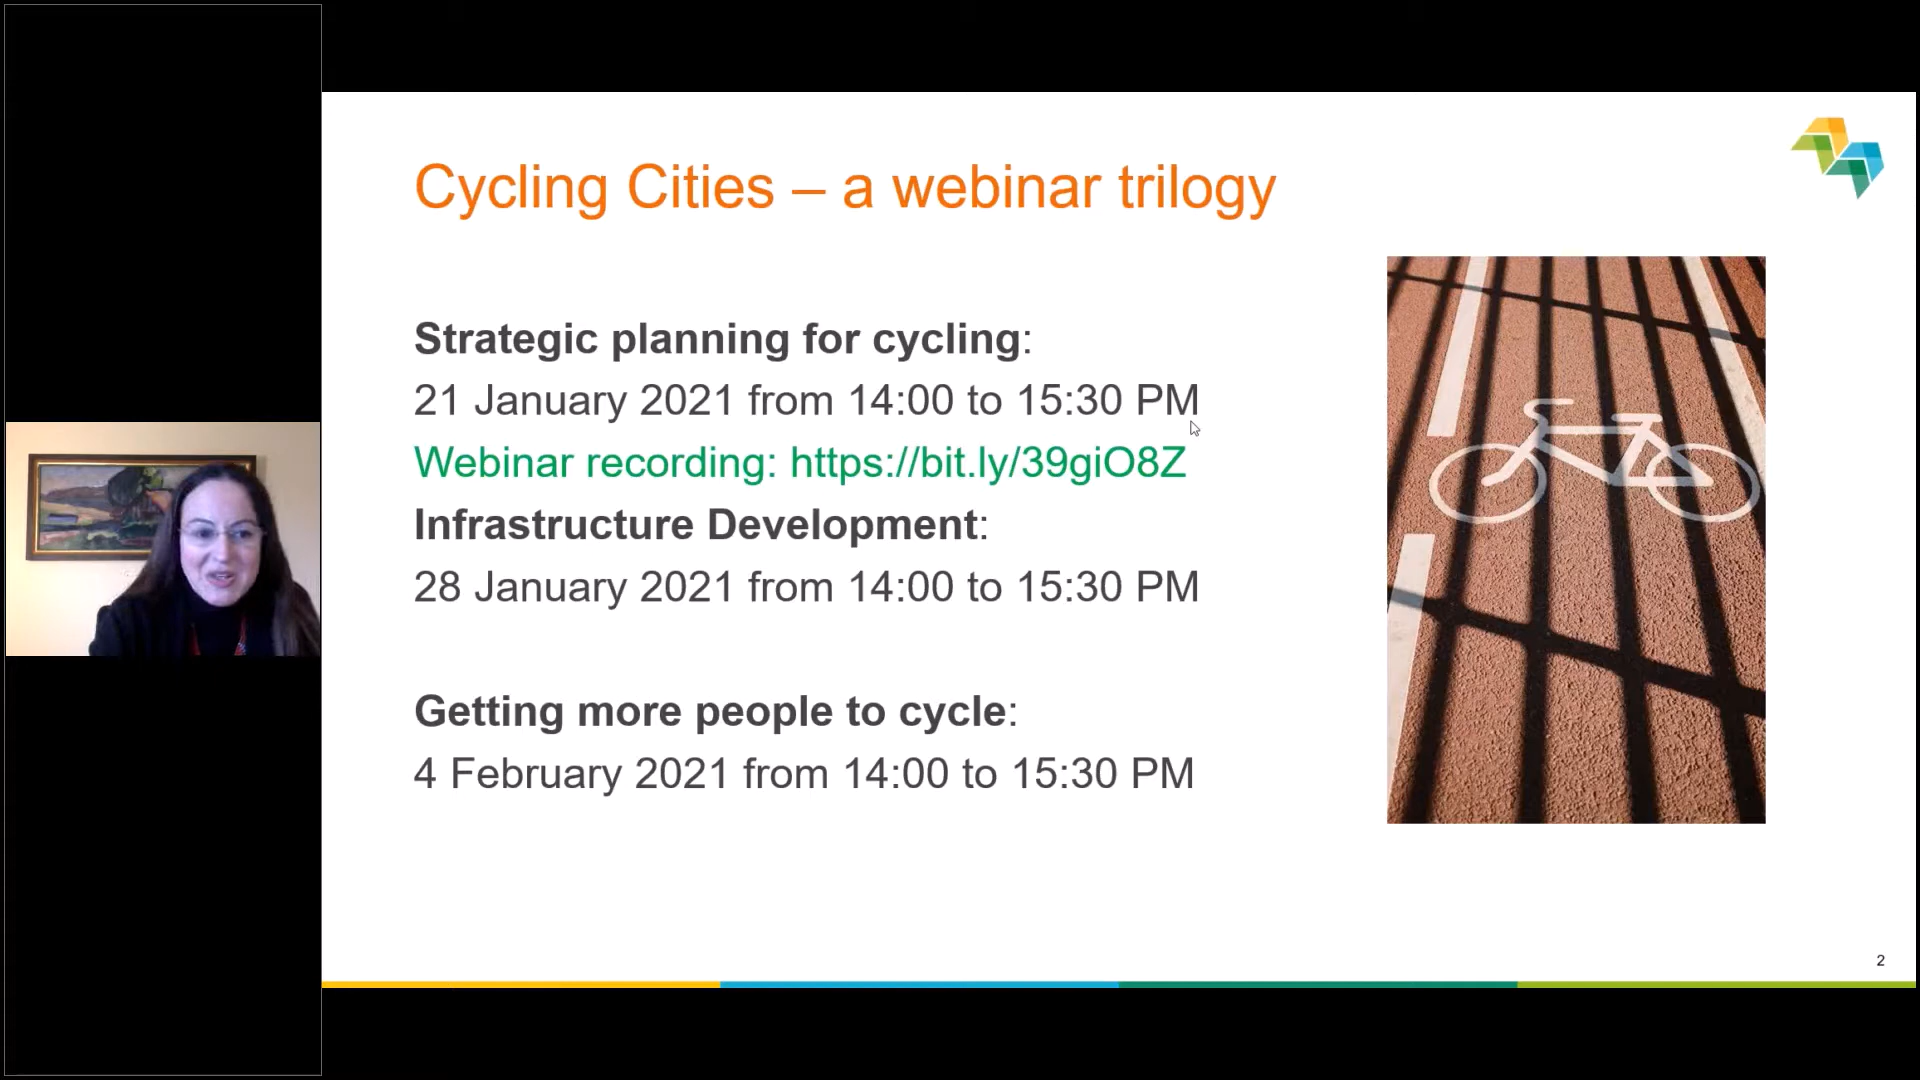 Cycling Cities – a webinar trilogy
Strategic planning for cycling:
21 January 2021 from 14:00 to 15:30 PM
Webinar recording: https://bit.ly/39giO8Z
Infrastructure Development:
28 January 2021 from 14:00 to 15:30 PM
Getting more people to cycle:
4 February 2021 from 14:00 to 15:30 PM
2